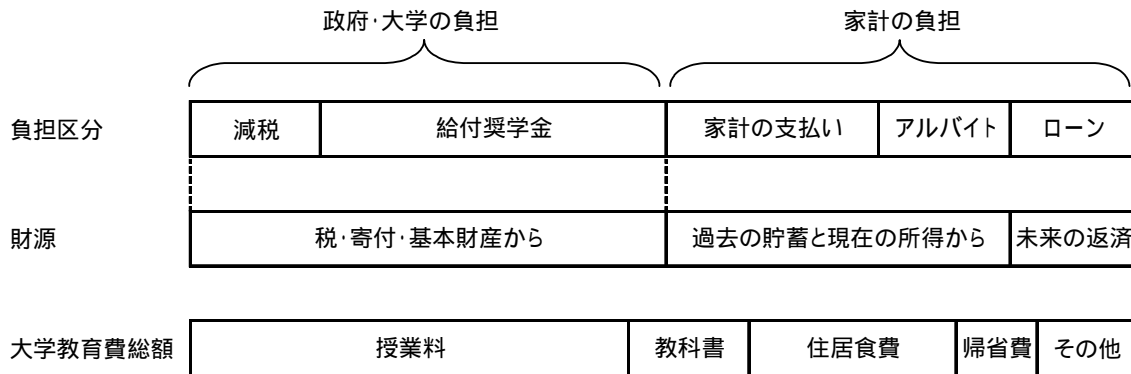 政府･大学の負担 家計の負担
負担区分 減税 給付奨学金 家計の支払い アルバイト ローン
財源 税･寄付･基本財産から 過去の貯蓄と現在の所得から 未来の返済
大学教育費総額 授業料 教科書 住居食費 帰省費 その他